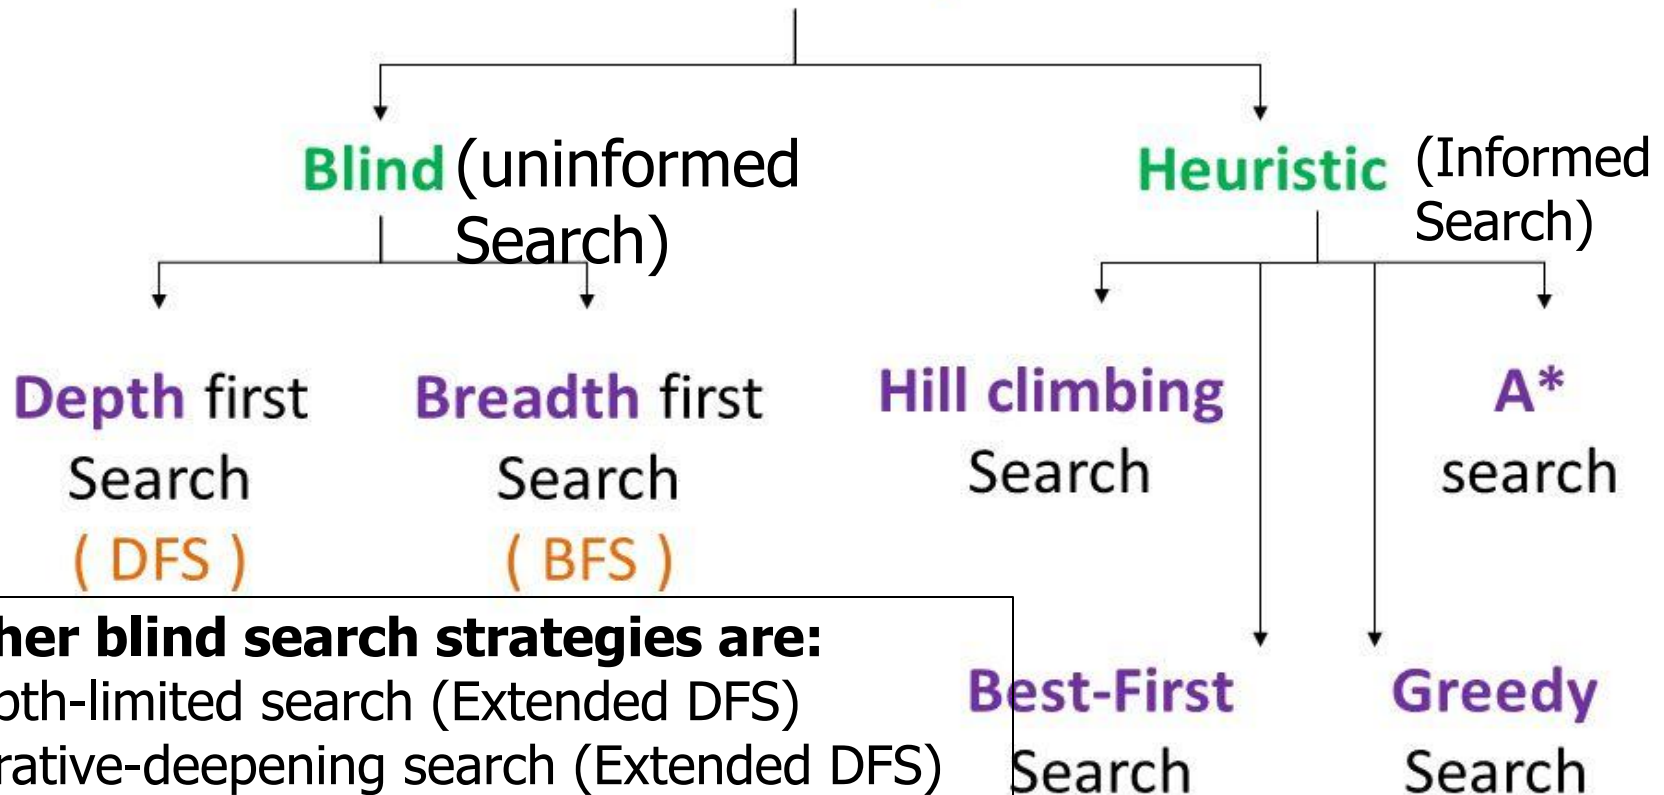 Blind (uninformed
Search)
Heuristic (Informed
Search)
Depth first
Search
( DFS )
Breadth first
Search
( BFS )
Hill climbing
Search
A*
search
Best-First
Search
Greedy
Search
her blind search strategies are:
pth-limited search (Extended DFS)
rative-deepening search (Extended DFS)